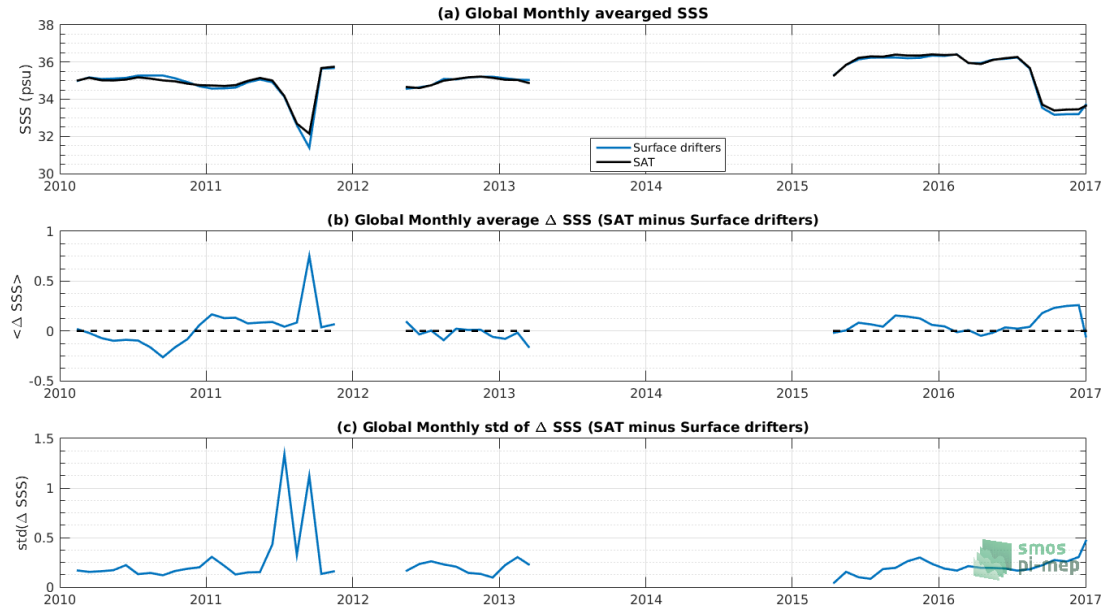 (a) Global Monthly avearged SSS
SSS (psu)
38
36
34
32
30
Surface drifters
SAT
2010 2011 2012 2013 2014 2015 2016 2017
(b) Global Monthly average Δ SSS (SAT minus Surface drifters)
<Δ SSS>
1
0.5
0
-0.5
2010 2011 2012 2013 2014 2015 2016 2017
(c) Global Monthly std of Δ SSS (SAT minus Surface drifters)
std(Δ SSS)
1.5
1
0.5
0
smos
pi-mep
2010 2011 2012 2013 2014 2015 2016 2017